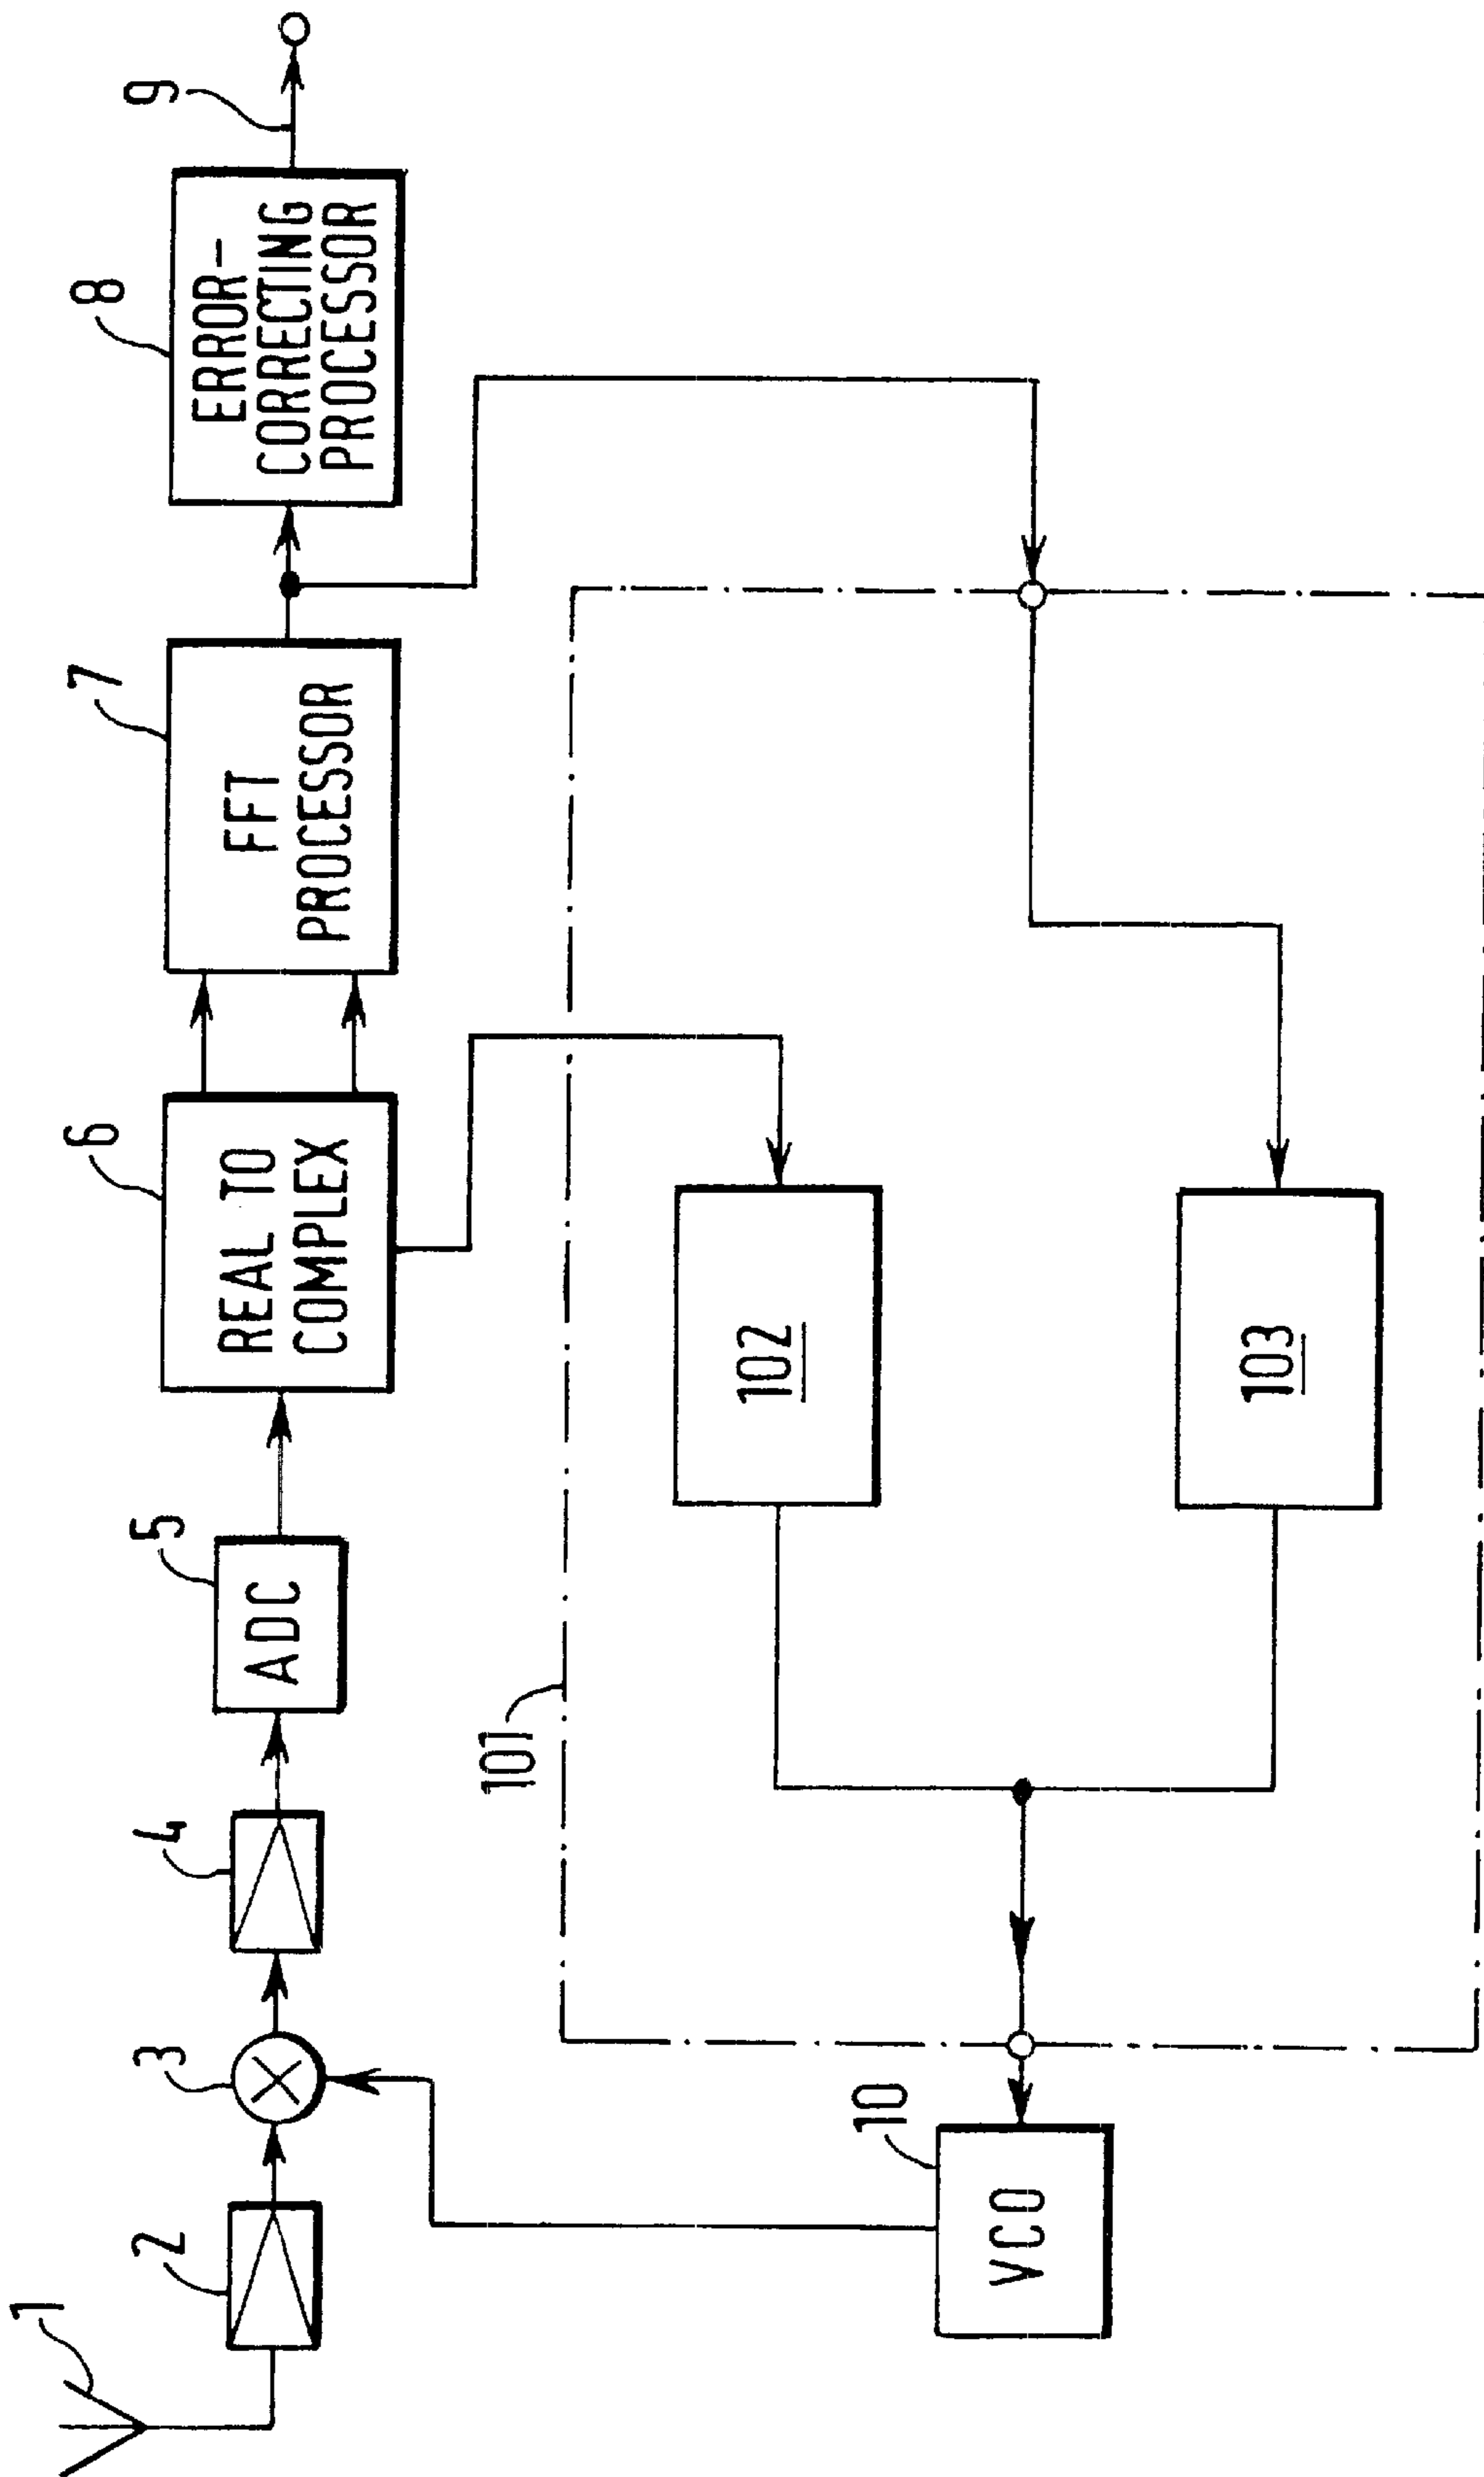 1
2
3
4
5
6
7
8
9
ADC
REAL TO
COMPLEX
FFT
PROCESSOR
ERROR-
CORRECTING
PROCESSOR
101
102
103
10
VCO